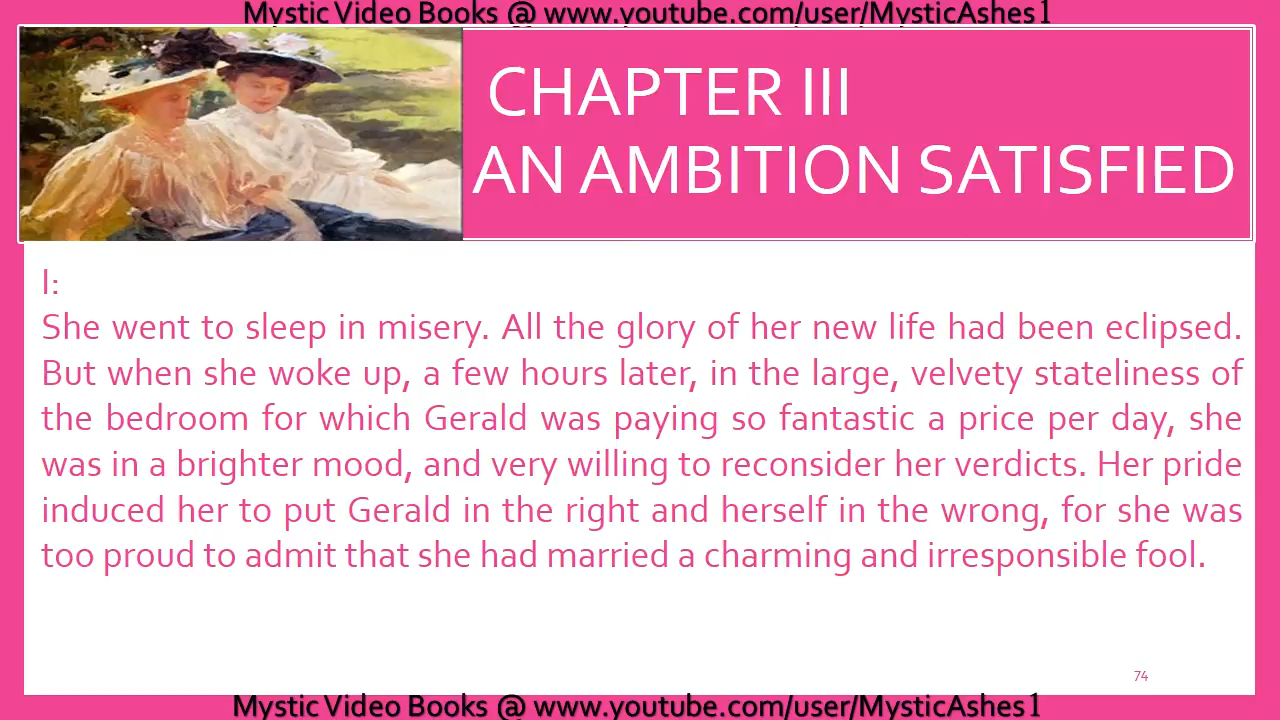 Mystic Video Books @ www.youtube.com/user/MysticAshes1
CHAPTER III
AN AMBITION SATISFIED
I:
She went to sleep in misery. All the glory of her new life had been eclipsed.
But when she woke up, a few hours later, in the large, velvety stateliness of
the bedroom for which Gerald was paying so fantastic a price per day, she
was in a brighter mood, and very willing to reconsider her verdicts. Her pride
induced her to put Gerald in the right and herself in the wrong, for she was
too proud to admit that she had married a charming and irresponsible fool.
74
Mystic Video Books @ www.youtube.com/user/MysticAshes1